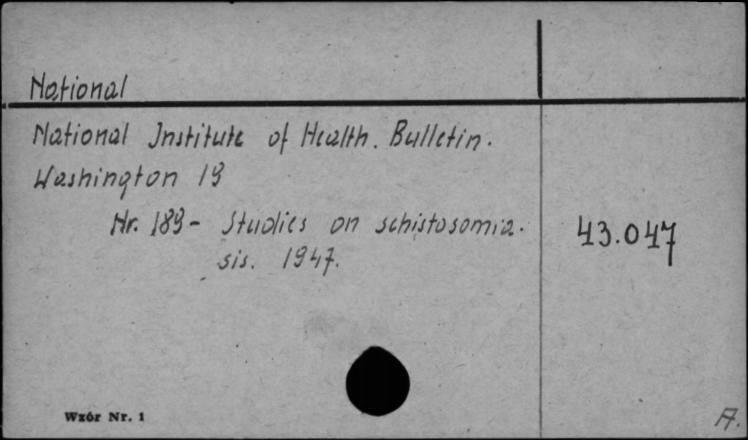 National
National Institute of Health. Bulletin.
Washington 19
Nr. 189 - Studies on schistosomia-
sis. 1947.
43.047
Wzór Nr. 1
A.